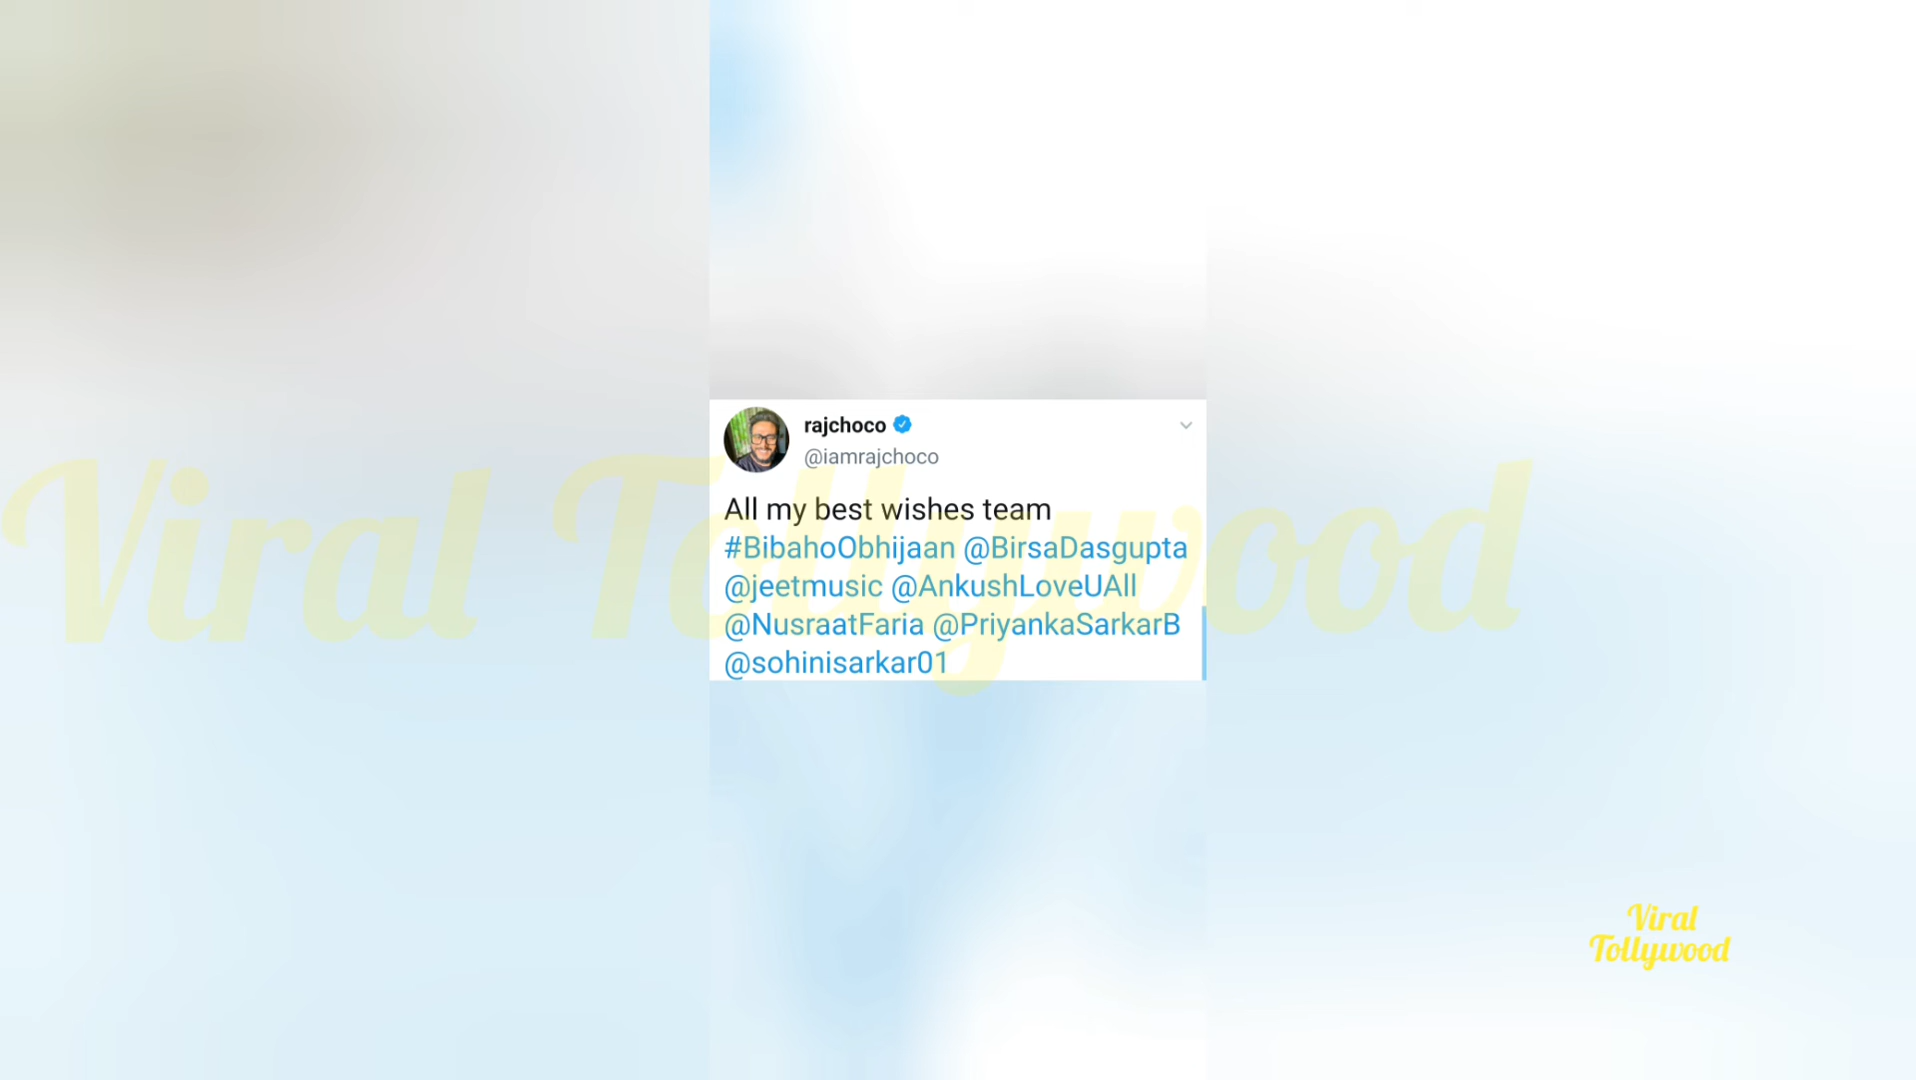 rajchoco
@iamrajchoco
All my best wishes team
#BibahoObhijaan @BirsaDasgupta
@jeetmusic @AnkushLoveUAll
@NusraatFaria @PriyankaSarkarB
@sohinisarkar01
Viral Tollywood
Viral
Tollywood